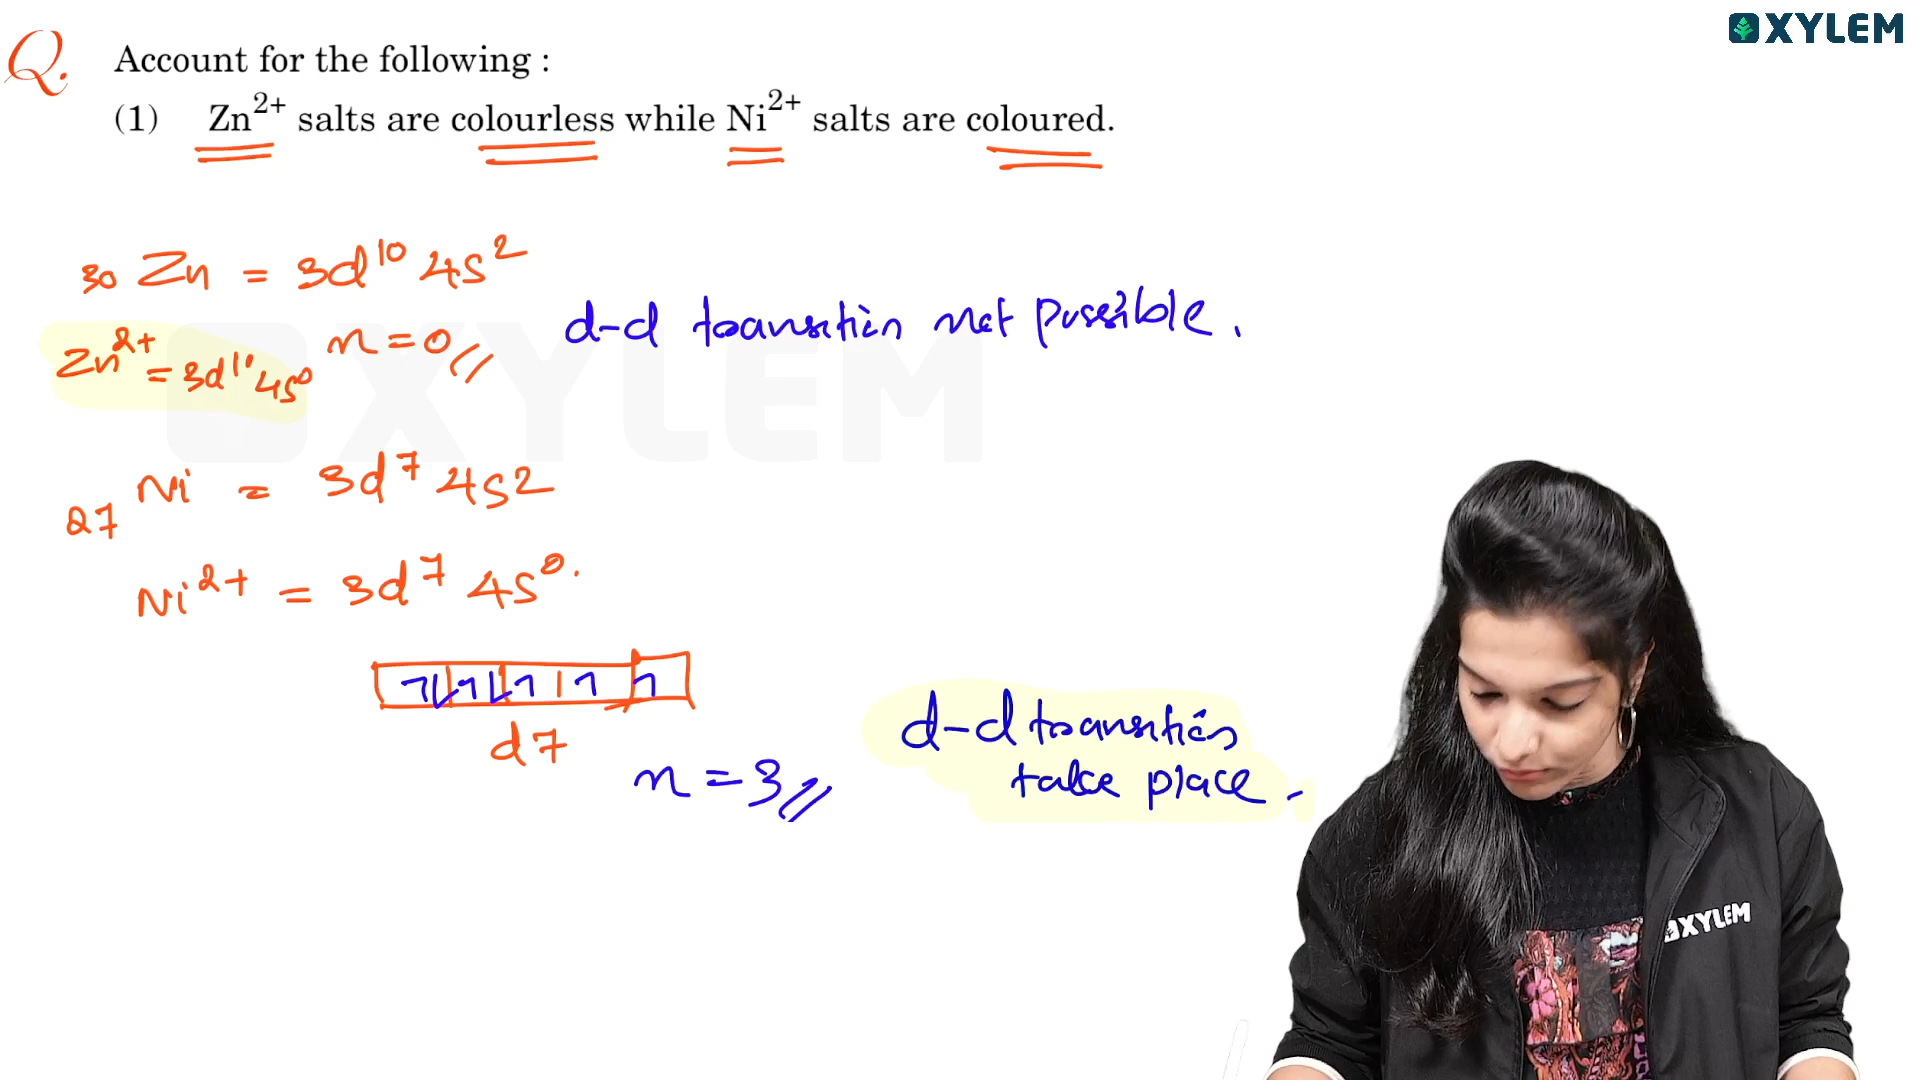 XYLEM
Q. Account for the following :
(1) Zn²⁺ salts are colourless while Ni²⁺ salts are coloured.
30 Zn = 3d¹⁰ 4s²
Zn²⁺ = 3d¹⁰ 4s⁰ n = 0
d-d transition not possible.
XYLEM
27 Ni = 3d⁷ 4s2
Ni²⁺ = 3d⁷ 4s⁰.
d7
n = 3
d-d transition
take place.
XYLEM